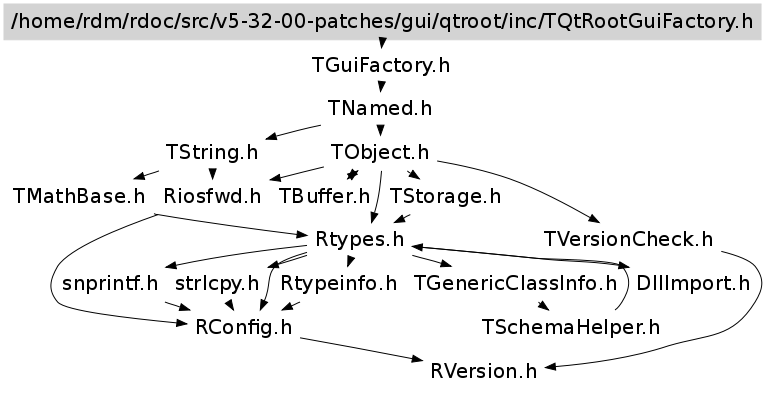 /home/rdm/rdoc/src/v5-32-00-patches/gui/qtroot/inc/TQtRootGuiFactory.h
TGuiFactory.h
TNamed.h
TString.h
TObject.h
TMathBase.h
Riosfwd.h
TBuffer.h
TStorage.h
Rtypes.h
TVersionCheck.h
snprintf.h
strlcpy.h
Rtypeinfo.h
TGenericClassInfo.h
DllImport.h
RConfig.h
TSchemaHelper.h
RVersion.h